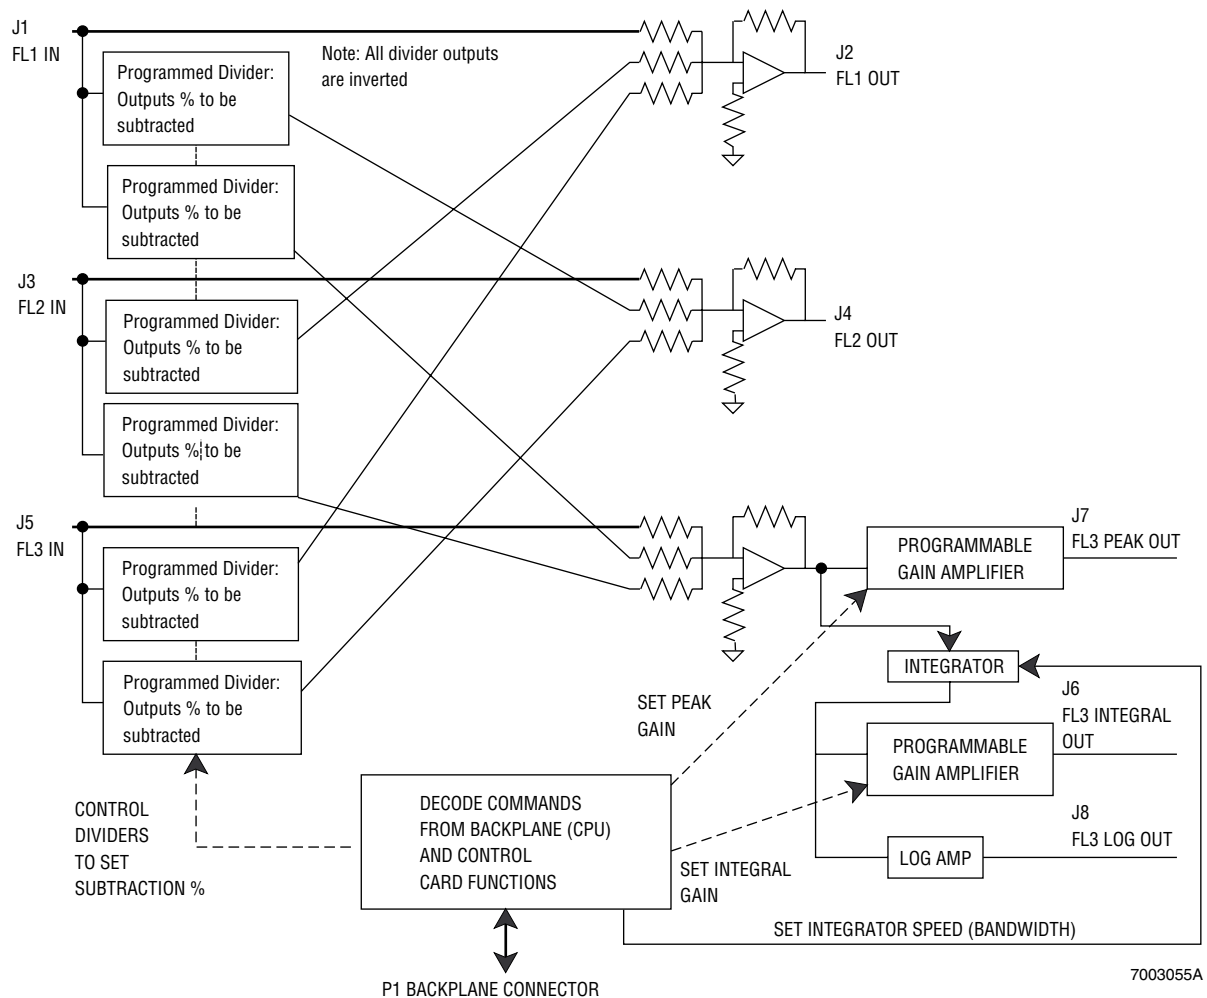 J1
FL1 IN
Note: All divider outputs
are inverted
J2
FL1 OUT
Programmed Divider:
Outputs % to be
subtracted
Programmed Divider:
Outputs % to be
subtracted
J3
FL2 IN
J4
FL2 OUT
Programmed Divider:
Outputs % to be
subtracted
Programmed Divider:
Outputs % to be
subtracted
J5
FL3 IN
PROGRAMMABLE
GAIN AMPLIFIER
J7
FL3 PEAK OUT
Programmed Divider:
Outputs % to be
subtracted
Programmed Divider:
Outputs % to be
subtracted
INTEGRATOR
SET PEAK
GAIN
J6
FL3 INTEGRAL
OUT
PROGRAMMABLE
GAIN AMPLIFIER
CONTROL
DIVIDERS
TO SET
SUBTRACTION %
DECODE COMMANDS
FROM BACKPLANE (CPU)
AND CONTROL
CARD FUNCTIONS
J8
FL3 LOG OUT
LOG AMP
SET INTEGRAL
GAIN
SET INTEGRATOR SPEED (BANDWIDTH)
P1 BACKPLANE CONNECTOR
7003055A